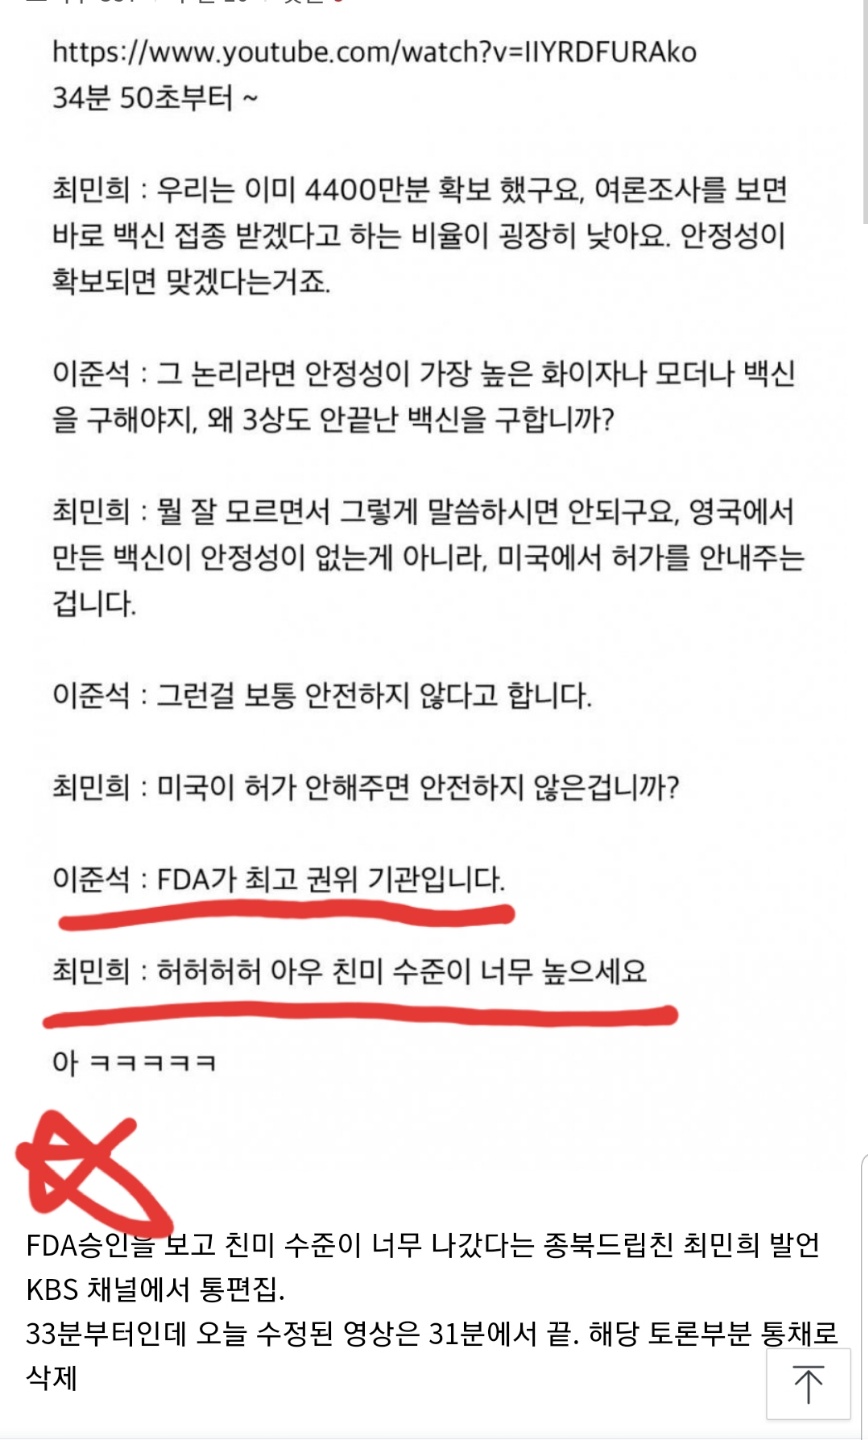 https://www.youtube.com/watch?v=IIYRDFURAko
34분 50초부터 ~
최민희 : 우리는 이미 4400만분 확보 했구요, 여론조사를 보면
바로 백신 접종 받겠다고 하는 비율이 굉장히 낮아요. 안정성이
확보되면 맞겠다는거죠.
이준석 : 그 논리라면 안정성이 가장 높은 화이자나 모더나 백신
을 구해야지, 왜 3상도 안끝난 백신을 구합니까?
최민희 : 뭘 잘 모르면서 그렇게 말씀하시면 안되구요, 영국에서
만든 백신이 안정성이 없는게 아니라, 미국에서 허가를 안내주는
겁니다.
이준석 : 그런걸 보통 안전하지 않다고 합니다.
최민희 : 미국이 허가 안해주면 안전하지 않은겁니까?
이준석 : FDA가 최고 권위 기관입니다.
최민희 : 허허허허 아우 친미 수준이 너무 높으세요
아 ㅋㅋㅋㅋㅋ
FDA승인을 보고 친미 수준이 너무 나갔다는 종북드립친 최민희 발언
KBS 채널에서 통편집.
33분부터인데 오늘 수정된 영상은 31분에서 끝. 해당 토론부분 통채로
삭제